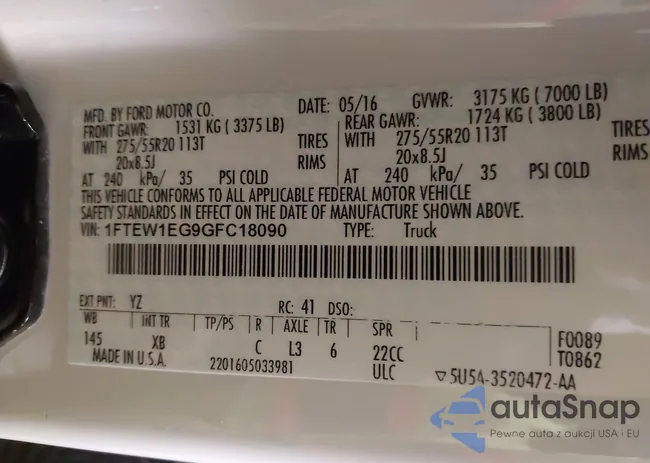 MFD. BY FORD MOTOR CO.
DATE: 05/16 GVWR: 3175 KG ( 7000 LB)
FRONT GAWR: 1531 KG ( 3375 LB) REAR GAWR: 1724 KG ( 3800 LB)
WITH 275/55R20 113T TIRES WITH 275/55R20 113T TIRES
20x8.5J RIMS 20x8.5J RIMS
AT 240 kPa/ 35 PSI COLD AT 240 kPa/ 35 PSI COLD
THIS VEHICLE CONFORMS TO ALL APPLICABLE FEDERAL MOTOR VEHICLE
SAFETY STANDARDS IN EFFECT ON THE DATE OF MANUFACTURE SHOWN ABOVE.
VIN: 1FTEW1EG9GFC18090 TYPE: Truck
EXT PNT: YZ RC: 41 DSO:
WB INT TR TP/PS R AXLE TR SPR F0089
145 XB C L3 6 22CC T0862
MADE IN U.S.A. 2201605033981 ULC ▽5U5A-3520472-AA
autaSnap
Pewne auta z aukcji USA i EU